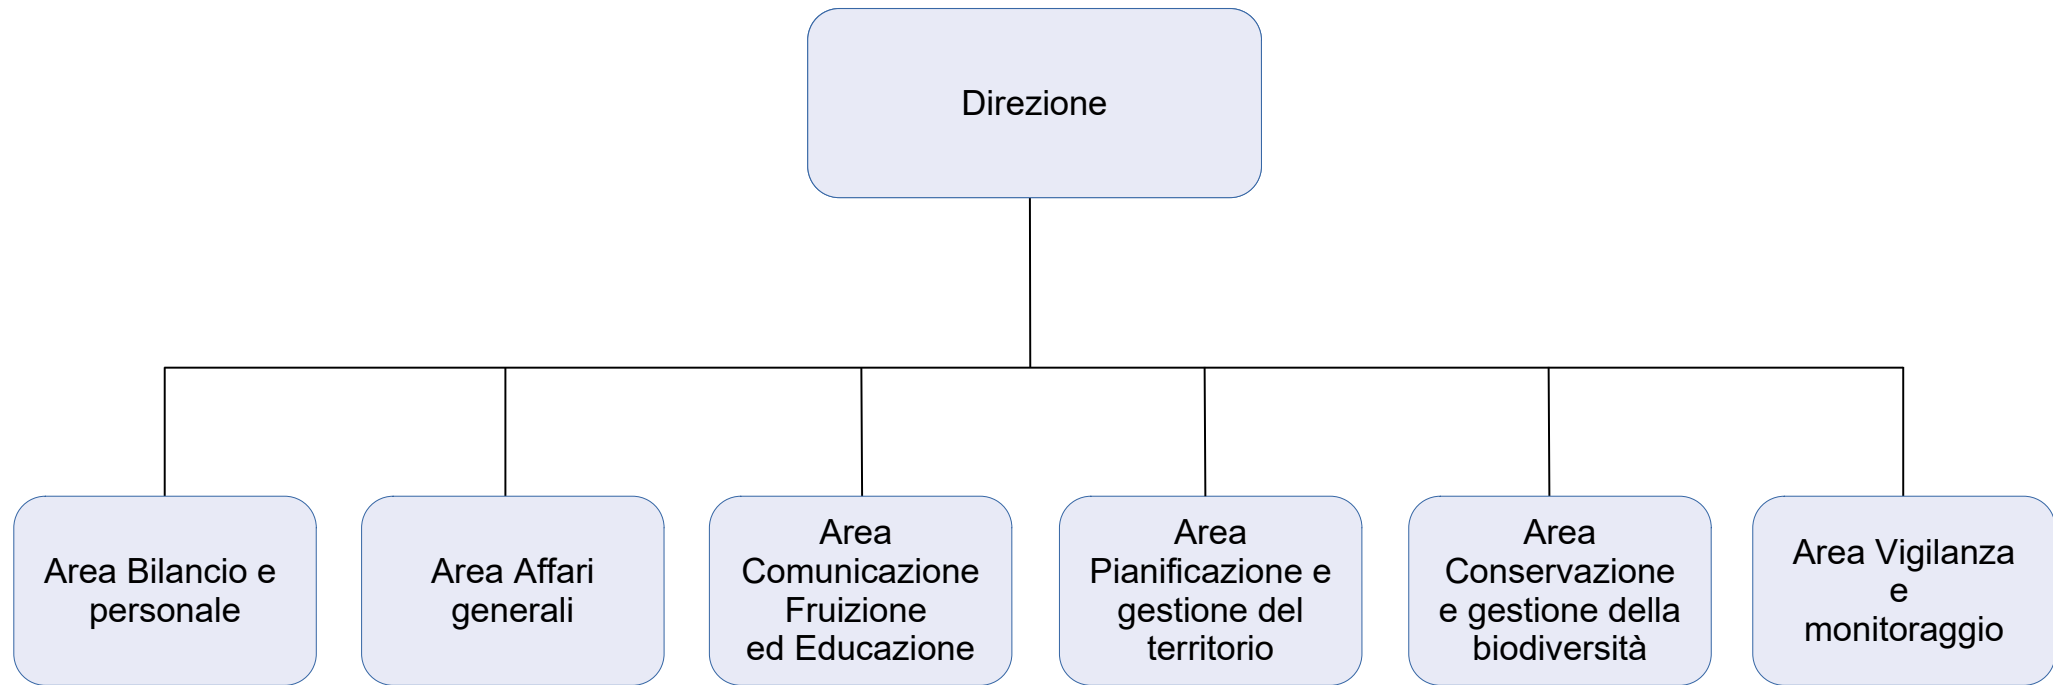 Direzione
Area Bilancio e
personale
Area Affari
generali
Area
Comunicazione
Fruizione
ed Educazione
Area
Pianificazione e
gestione del
territorio
Area
Conservazione
e gestione della
biodiversità
Area Vigilanza
e
monitoraggio